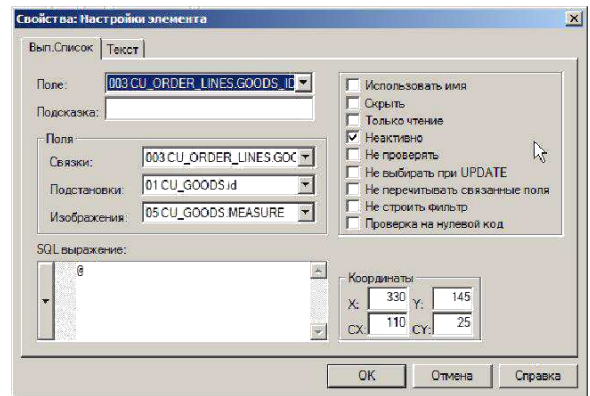 Свойства: Настройки элемента
Вып.Список Текст
Поле: 003 CU_ORDER_LINES.GOODS_ID
Подсказка:
Поля
Связки: 003 CU_ORDER_LINES.GOO
Подстановки: 01 CU_GOODS.id
Изображения: 05 CU_GOODS.MEASURE
Использовать имя
Скрыть
Только чтение
Неактивно
Не проверять
Не выбирать при UPDATE
Не перечитывать связанные поля
Не строить фильтр
Проверка на нулевой код
SQL выражение:
@
Координаты
X: 330 Y: 145
CX: 110 CY: 25
OK Отмена Справка